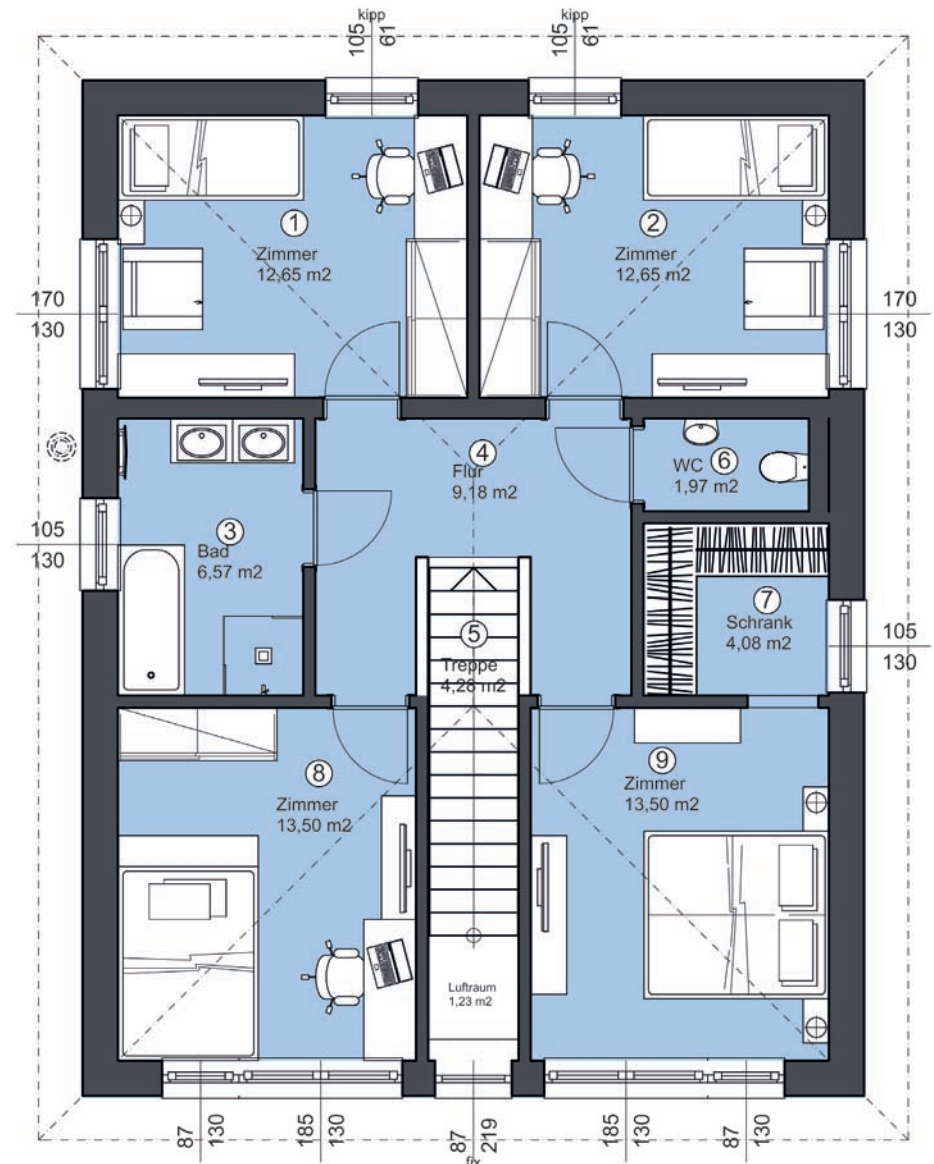 kipp
105
61
kipp
105
61
1
Zimmer
12,65 m2
2
Zimmer
12,65 m2
170
130
170
130
4
Flur
9,18 m2
6
WC
1,97 m2
3
Bad
6,57 m2
105
130
7
Schrank
4,08 m2
105
130
5
Treppe
4,28 m2
8
Zimmer
13,50 m2
9
Zimmer
13,50 m2
Luftraum
1,23 m2
87
130
185
130
87
219
fix
185
130
87
130